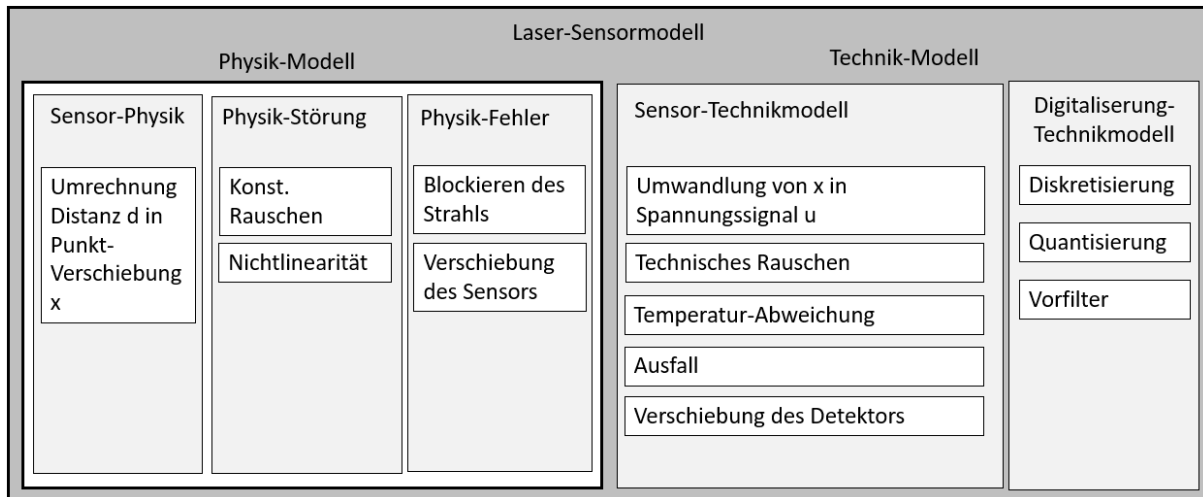 Laser-Sensormodell
Physik-Modell
Technik-Modell
Sensor-Physik
Umrechnung
Distanz d in
Punkt-
Verschiebung
x
Physik-Störung
Konst.
Rauschen
Nichtlinearität
Physik-Fehler
Blockieren des
Strahls
Verschiebung
des Sensors
Sensor-Technikmodell
Umwandlung von x in
Spannungssignal u
Technisches Rauschen
Temperatur-Abweichung
Ausfall
Verschiebung des Detektors
Digitaliserung-
Technikmodell
Diskretisierung
Quantisierung
Vorfilter